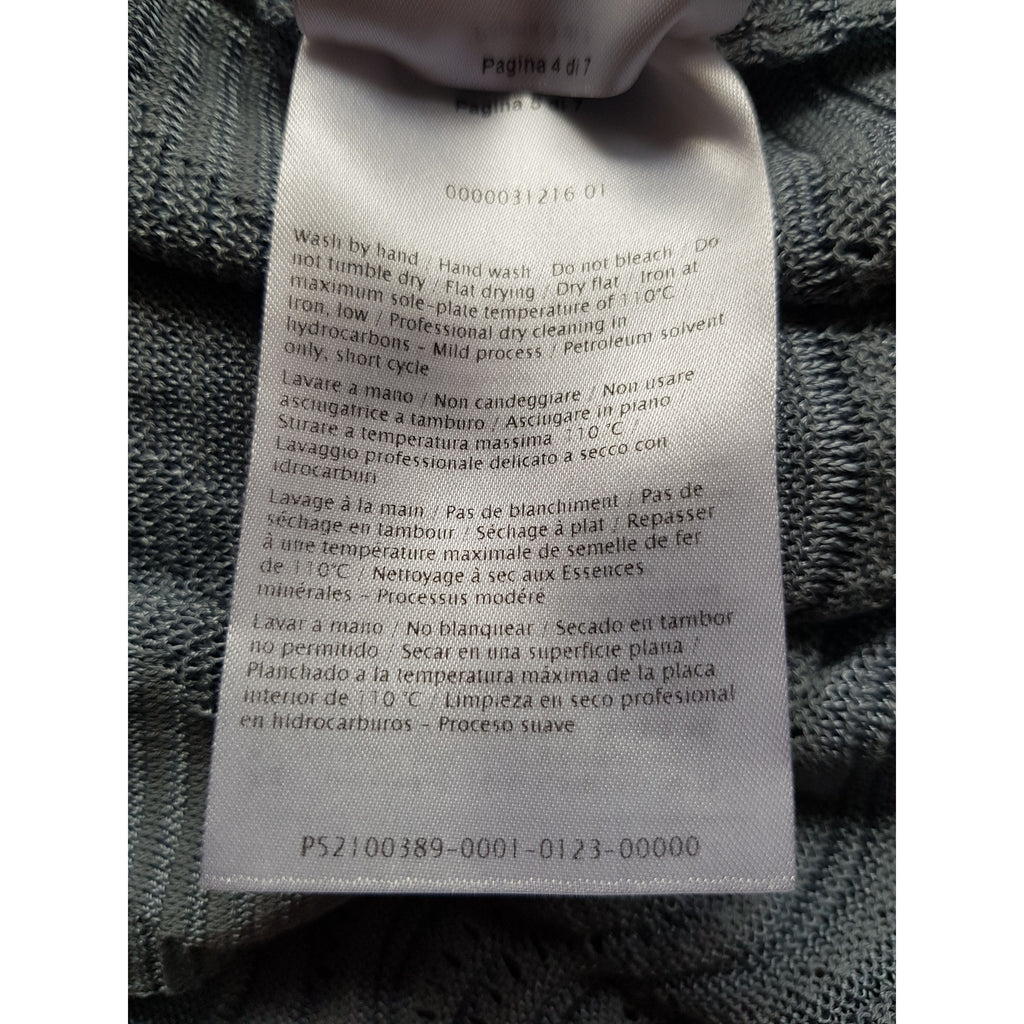 Pagina 4 di 7
Pagina 6 di 7
0000031216 01
Wash by hand / Hand wash / Do not bleach / Do
not tumble dry / Flat drying / Dry flat / Iron at
maximum sole-plate temperature of 110°C
Iron, low / Professional dry cleaning in
hydrocarbons - Mild process / Petroleum solvent
only, short cycle
Lavare a mano / Non candeggiare / Non usare
asciugatrice a tamburo / Asciugare in piano
Stirare a temperatura massima 110 °C /
Lavaggio professionale delicato a secco con
idrocarburi
Lavage à la main / Pas de blanchiment / Pas de
séchage en tambour / Séchage à plat / Repasser
à une température maximale de semelle de fer
de 110°C / Nettoyage à sec aux Essences
minérales - Processus modéré
Lavar a mano / No blanquear / Secado en tambor
no permitido / Secar en una superficie plana /
Planchado a la temperatura máxima de la placa
interior de 110 °C / Limpieza en seco profesional
en hidrocarburos - Proceso suave
P52100389-0001-0123-00000